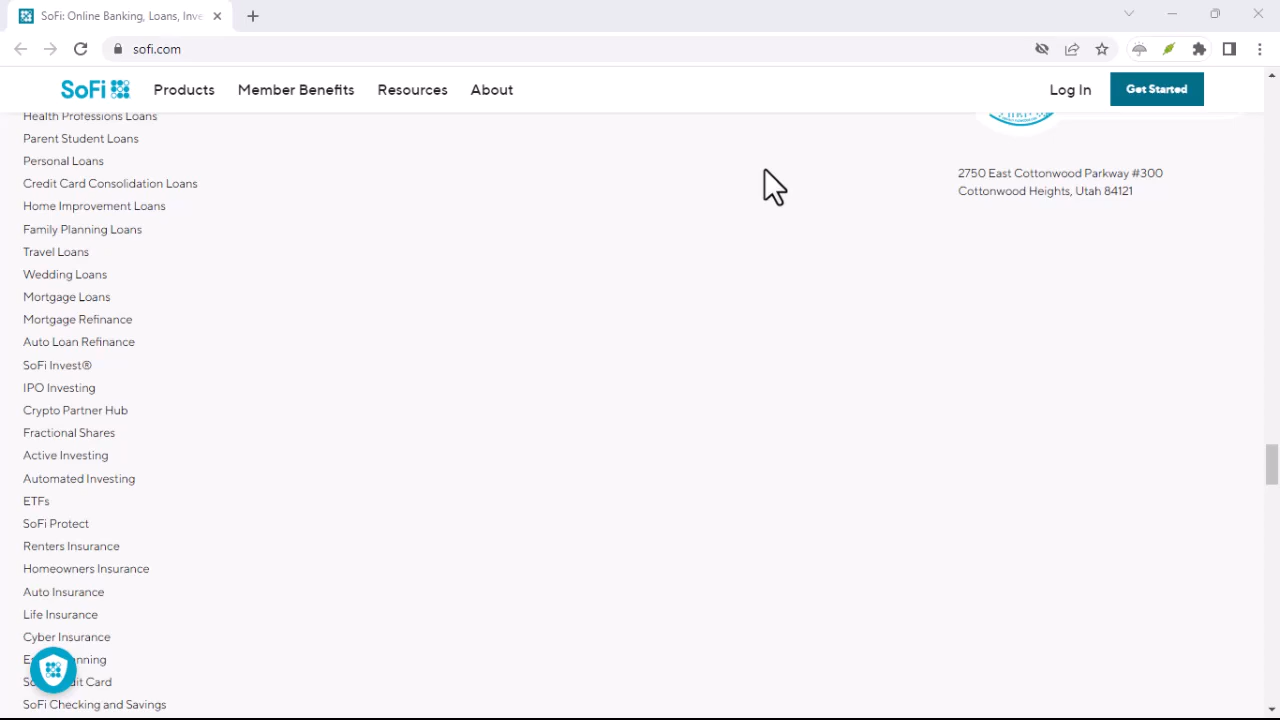 SoFi: Online Banking, Loans, Inve
sofi.com
SoFi
Products
Member Benefits
Resources
About
Log In
Get Started
Health Professions Loans
Parent Student Loans
Personal Loans
Credit Card Consolidation Loans
Home Improvement Loans
Family Planning Loans
Travel Loans
Wedding Loans
Mortgage Loans
Mortgage Refinance
Auto Loan Refinance
SoFi Invest®
IPO Investing
Crypto Partner Hub
Fractional Shares
Active Investing
Automated Investing
ETFs
SoFi Protect
Renters Insurance
Homeowners Insurance
Auto Insurance
Life Insurance
Cyber Insurance
SoFi Checking and Savings
2750 East Cottonwood Parkway #300
Cottonwood Heights, Utah 84121